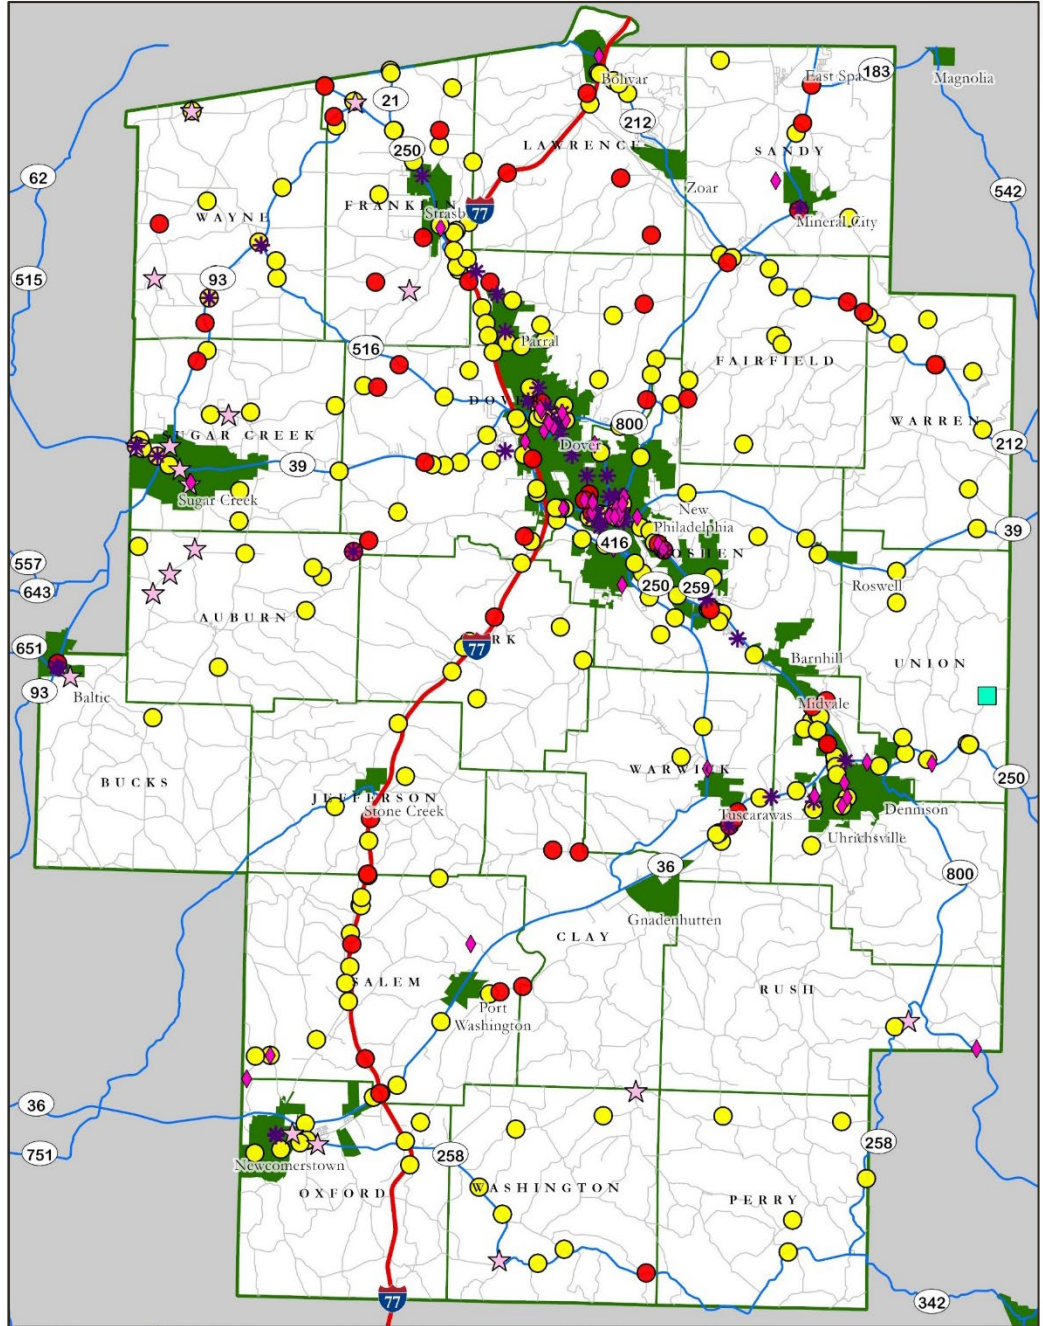 21
183
East Spa
Magnolia
Bolivar
212
250
LAWRENCE
SANDY
62
Zoar
542
FRANKLIN
WAYNE
Strasb
77
Mineral City
515
93
516
Parral
FAIRFIELD
DOVER
WARREN
800
SUGAR CREEK
Dover
212
39
Sugar Creek
New
Philadelphia
39
416
GOSHEN
557
643
250
259
Roswell
AUBURN
651
77
YORK
Barnhill
UNION
93
Baltic
Midvale
BUCKS
WARWICK
250
JEFFERSON
Stone Creek
Tuscarawas
Dennison
Uhrichsville
36
800
Gnadenhutten
CLAY
SALEM
RUSH
Port
Washington
36
751
258
258
Newcomerstown
OXFORD
WASHINGTON
PERRY
77
342